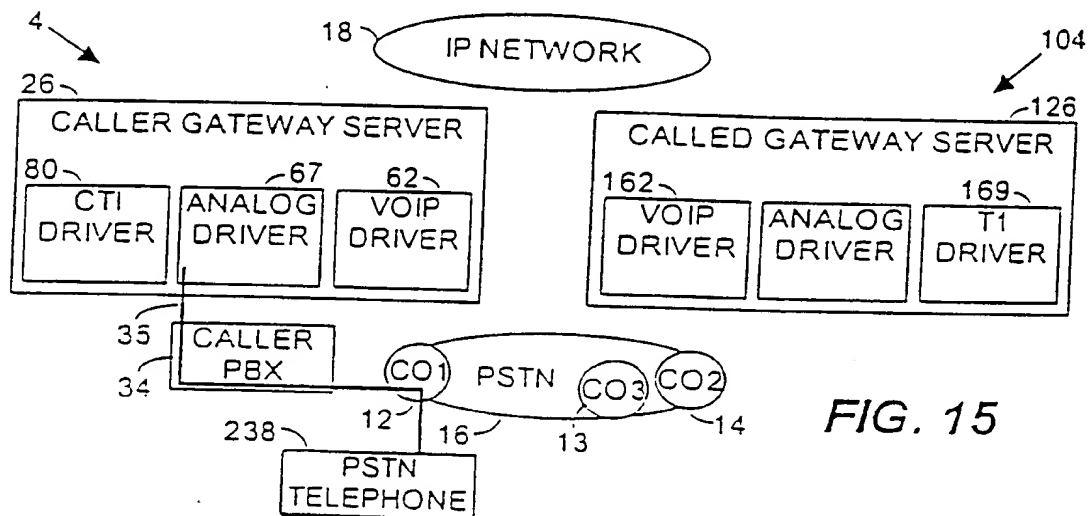 4
18
IP NETWORK
104
26
CALLER GATEWAY SERVER
126
CALLED GATEWAY SERVER
80
CTI
DRIVER
67
ANALOG
DRIVER
62
VOIP
DRIVER
162
VOIP
DRIVER
ANALOG
DRIVER
169
T1
DRIVER
35
34
CALLER
PBX
CO1
PSTN
CO3
CO2
12
16
13
14
238
PSTN
TELEPHONE
FIG. 15